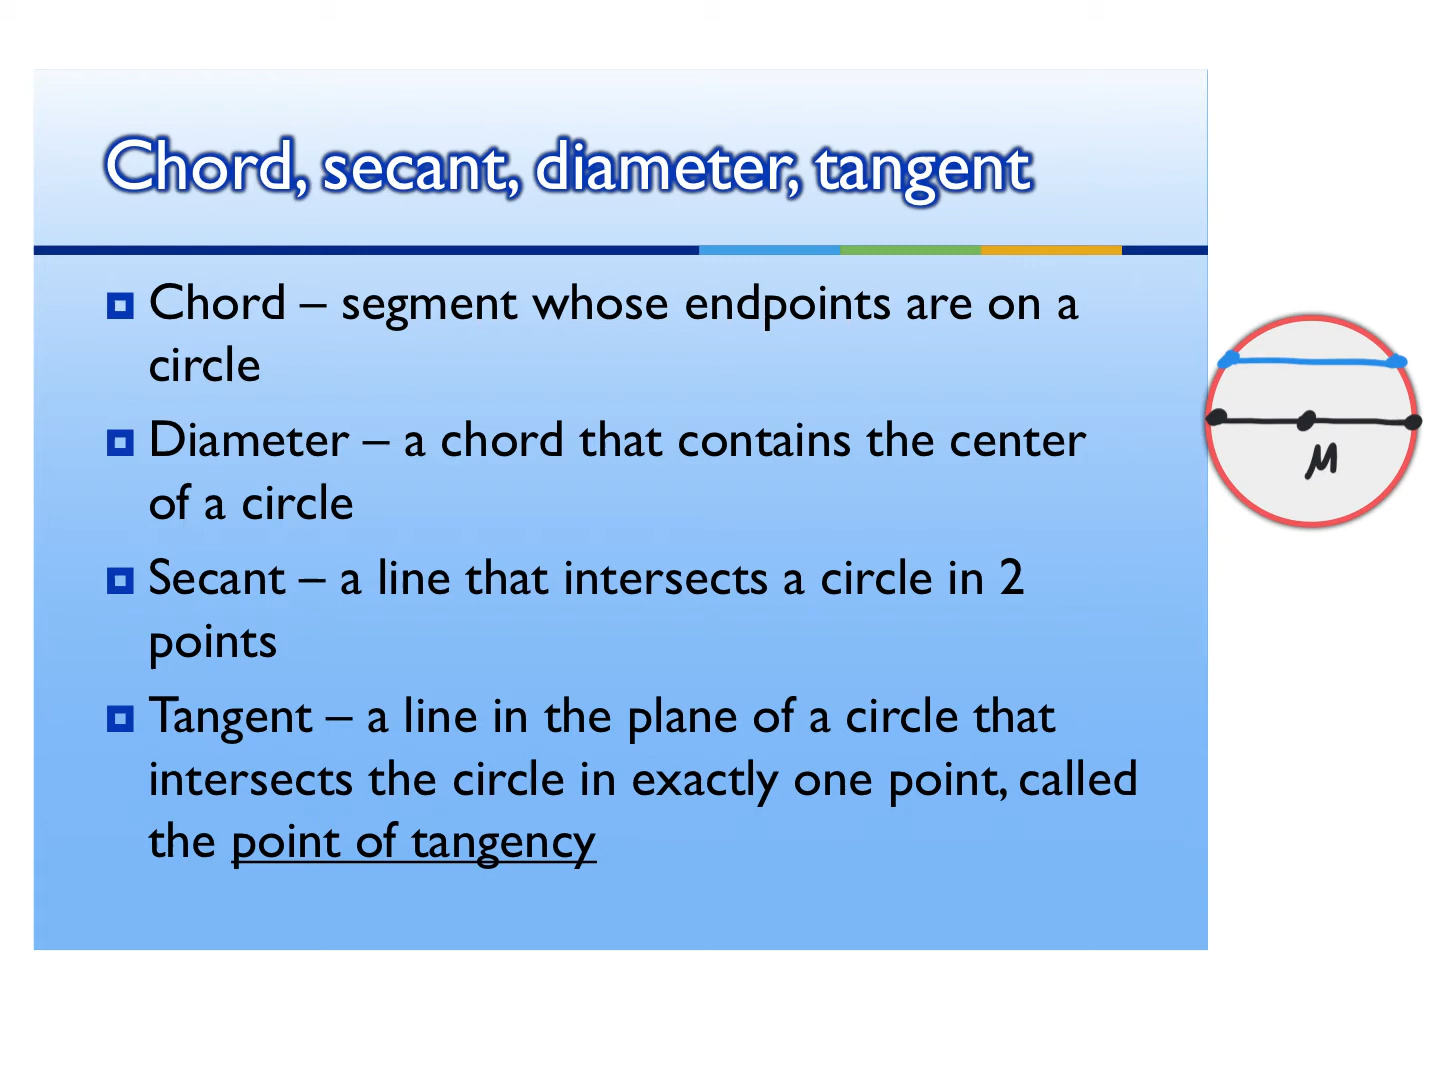 Chord, secant, diameter, tangent
Chord – segment whose endpoints are on a
circle
Diameter – a chord that contains the center
of a circle
Secant – a line that intersects a circle in 2
points
Tangent – a line in the plane of a circle that
intersects the circle in exactly one point, called
the point of tangency
M